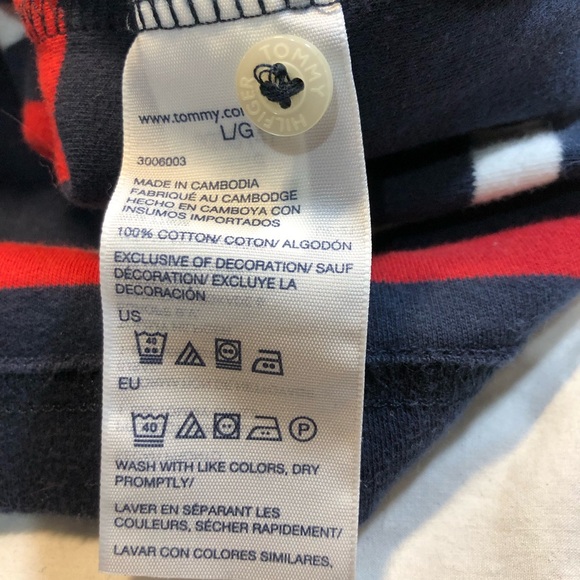 TOMMY HILFIGER
www.tommy.co
L/G
3006003
MADE IN CAMBODIA
FABRIQUÉ AU CAMBODGE
HECHO EN CAMBOYA CON
INSUMOS IMPORTADOS
100% COTTON/ COTON/ ALGODÓN
EXCLUSIVE OF DECORATION/ SAUF
DÉCORATION/ EXCLUYE LA
DECORACIÓN
US
40
EU
40
P
WASH WITH LIKE COLORS, DRY
PROMPTLY/
LAVER EN SÉPARANT LES
COULEURS, SÉCHER RAPIDEMENT/
LAVAR CON COLORES SIMILARES,